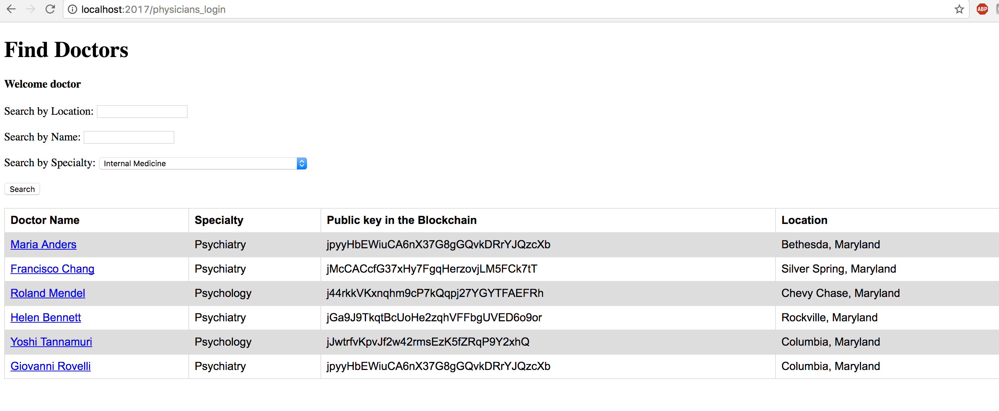 localhost:2017/physicians_login
ABP
Find Doctors
Welcome doctor
Search by Location:
Search by Name:
Search by Specialty: Internal Medicine
Search
Doctor Name Specialty Public key in the Blockchain Location
Maria Anders Psychiatry jpyyHbEWiuCA6nX37G8gGQvkDRrYJQzcXb Bethesda, Maryland
Francisco Chang Psychiatry jMcCACcfG37xHy7FgqHerzovjLM5FCk7tT Silver Spring, Maryland
Roland Mendel Psychology j44rkkVKxnqhm9cP7kQqpj27YGYTFAEFRh Chevy Chase, Maryland
Helen Bennett Psychiatry jGa9J9TkqtBcUoHe2zqhVFFbgUVED6o9or Rockville, Maryland
Yoshi Tannamuri Psychology jJwtrfvKpvJf2w42rmsEzK5fZRqP9Y2xhQ Columbia, Maryland
Giovanni Rovelli Psychiatry jpyyHbEWiuCA6nX37G8gGQvkDRrYJQzcXb Columbia, Maryland